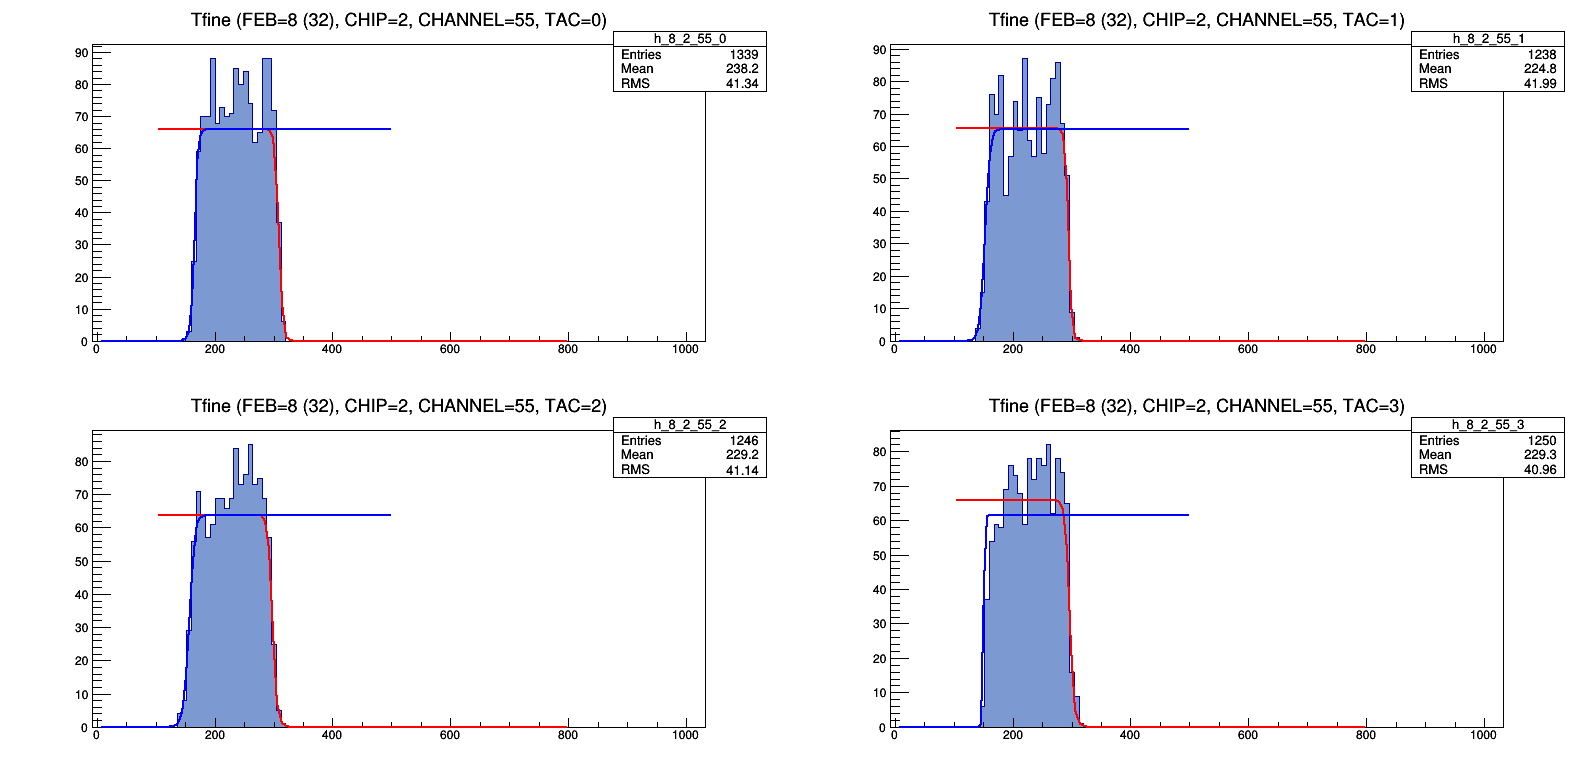 Tfine (FEB=8 (32), CHIP=2, CHANNEL=55, TAC=0)
h_8_2_55_0
Entries 1339
Mean 238.2
RMS 41.34
90
80
70
60
50
40
30
20
10
0
0 200 400 600 800 1000
Tfine (FEB=8 (32), CHIP=2, CHANNEL=55, TAC=1)
h_8_2_55_1
Entries 1238
Mean 224.8
RMS 41.99
90
80
70
60
50
40
30
20
10
0
0 200 400 600 800 1000
Tfine (FEB=8 (32), CHIP=2, CHANNEL=55, TAC=2)
h_8_2_55_2
Entries 1246
Mean 229.2
RMS 41.14
80
70
60
50
40
30
20
10
0
0 200 400 600 800 1000
Tfine (FEB=8 (32), CHIP=2, CHANNEL=55, TAC=3)
h_8_2_55_3
Entries 1250
Mean 229.3
RMS 40.96
80
70
60
50
40
30
20
10
0
0 200 400 600 800 1000